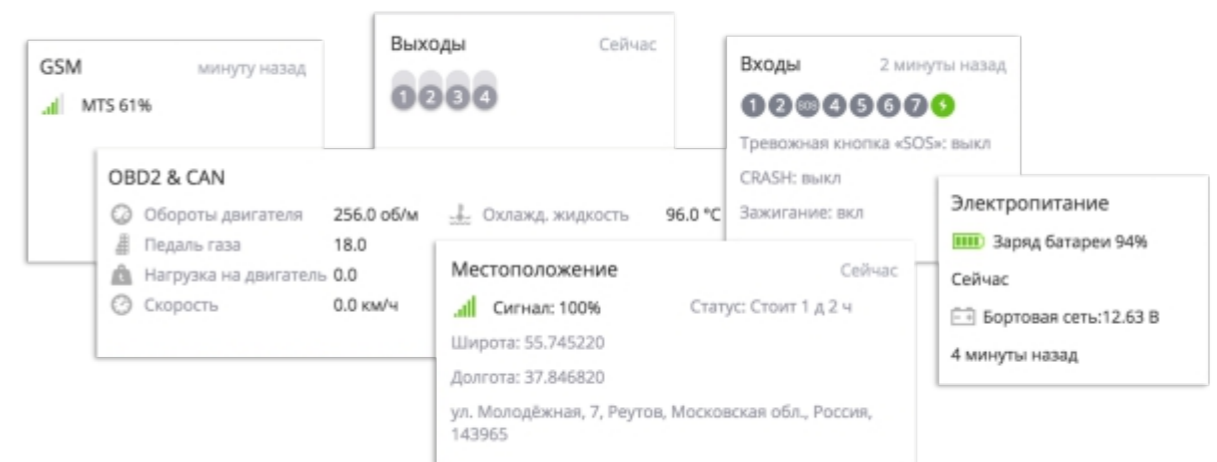 GSM минуту назад
MTS 61%
Выходы Сейчас
1 2 3 4
Входы 2 минуты назад
1 2 SOS 4 5 6 7
Тревожная кнопка «SOS»: выкл
CRASH: выкл
Зажигание: вкл
OBD2 & CAN
Обороты двигателя 256.0 об/м Охлажд. жидкость 96.0 °C
Педаль газа 18.0
Нагрузка на двигатель 0.0
Скорость 0.0 км/ч
Местоположение Сейчас
Сигнал: 100% Статус: Стоит 1 д 2 ч
Широта: 55.745220
Долгота: 37.846820
ул. Молодёжная, 7, Реутов, Московская обл., Россия,
143965
Электропитание
Заряд батареи 94%
Сейчас
Бортовая сеть:12.63 В
4 минуты назад